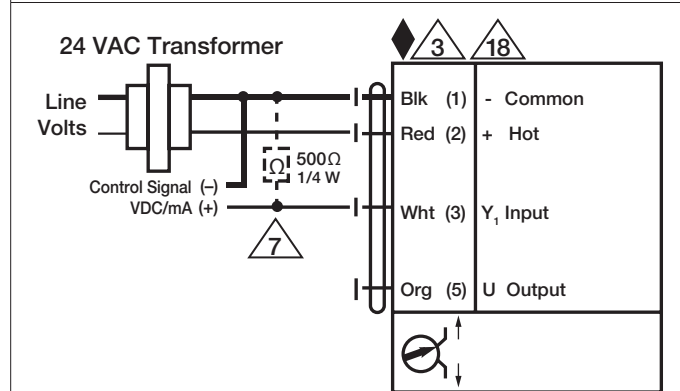 24 VAC Transformer
3
18
Line
Volts
Blk (1) - Common
Red (2) + Hot
Ω 500Ω
1/4 W
Control Signal (–)
VDC/mA (+)
Wht (3) Y₁ Input
7
Org (5) U Output